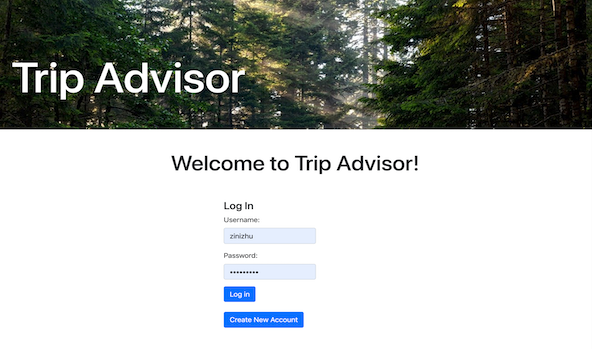 Trip Advisor
Welcome to Trip Advisor!
Log In
Username:
zinizhu
Password:
•••••••••
Log in
Create New Account